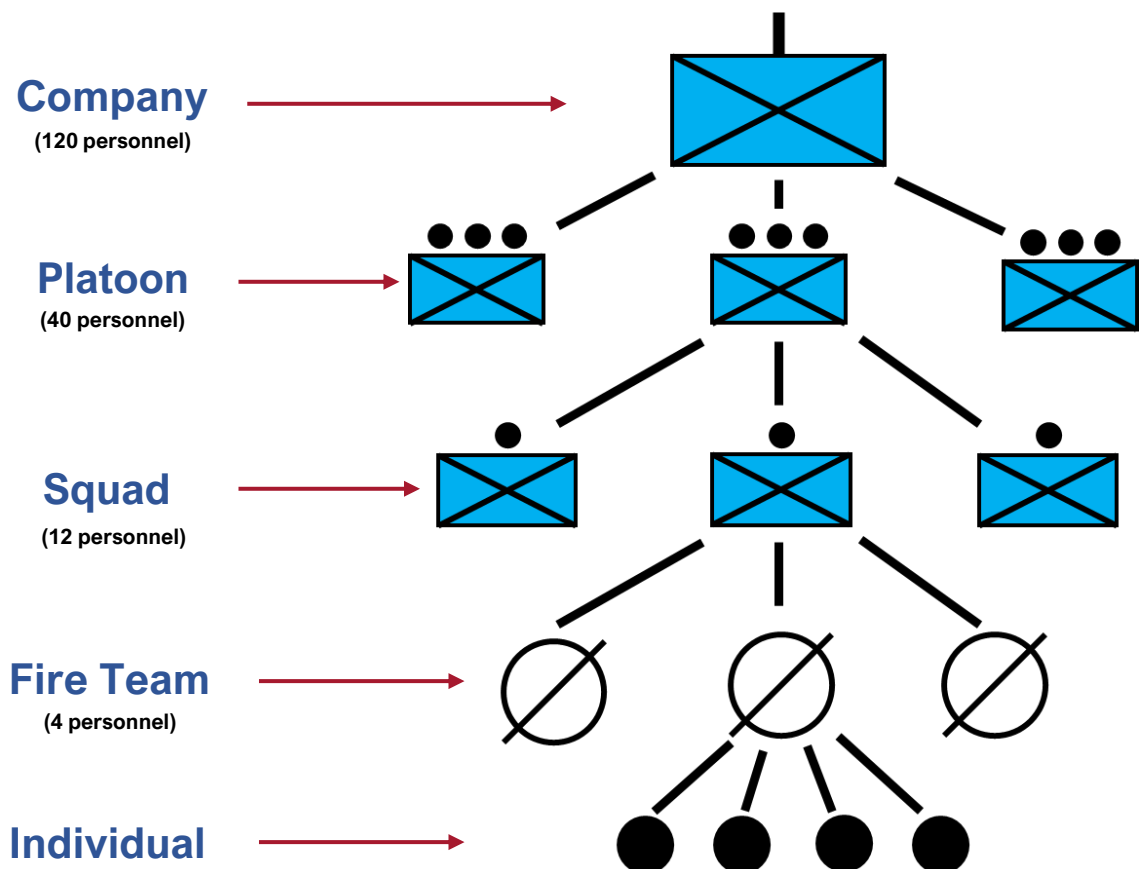 Company
(120 personnel)
Platoon
(40 personnel)
Squad
(12 personnel)
Fire Team
(4 personnel)
Individual